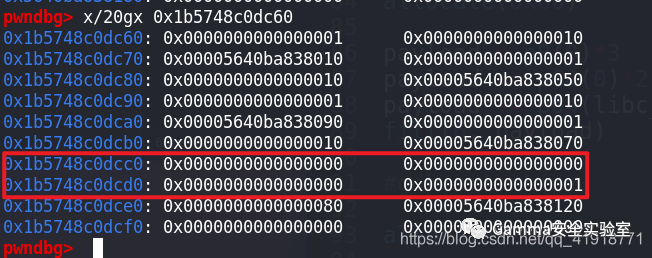 pwndbg> x/20gx 0x1b5748c0dc60
0x1b5748c0dc60: 0x0000000000000001 0x0000000000000010
0x1b5748c0dc70: 0x00005640ba838010 0x0000000000000001
0x1b5748c0dc80: 0x0000000000000010 0x00005640ba838050
0x1b5748c0dc90: 0x0000000000000001 0x0000000000000010
0x1b5748c0dca0: 0x00005640ba838090 0x0000000000000001
0x1b5748c0dcb0: 0x0000000000000010 0x00005640ba838070
0x1b5748c0dcc0: 0x0000000000000000 0x0000000000000000
0x1b5748c0dcd0: 0x0000000000000000 0x0000000000000001
0x1b5748c0dce0: 0x0000000000000080 0x00005640ba838120
0x1b5748c0dcf0: 0x0000000000000000
Gamma安全实验室
pwndbg>
https://blog.csdn.net/qq_41918771